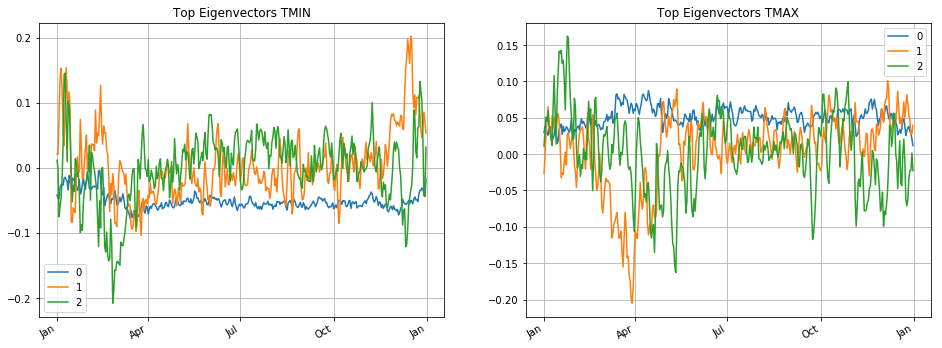 Top Eigenvectors TMIN
0.2
0.1
0.0
−0.1
−0.2
0
1
2
Jan
Apr
Jul
Oct
Jan
Top Eigenvectors TMAX
0.15
0.10
0.05
0.00
−0.05
−0.10
−0.15
−0.20
0
1
2
Jan
Apr
Jul
Oct
Jan